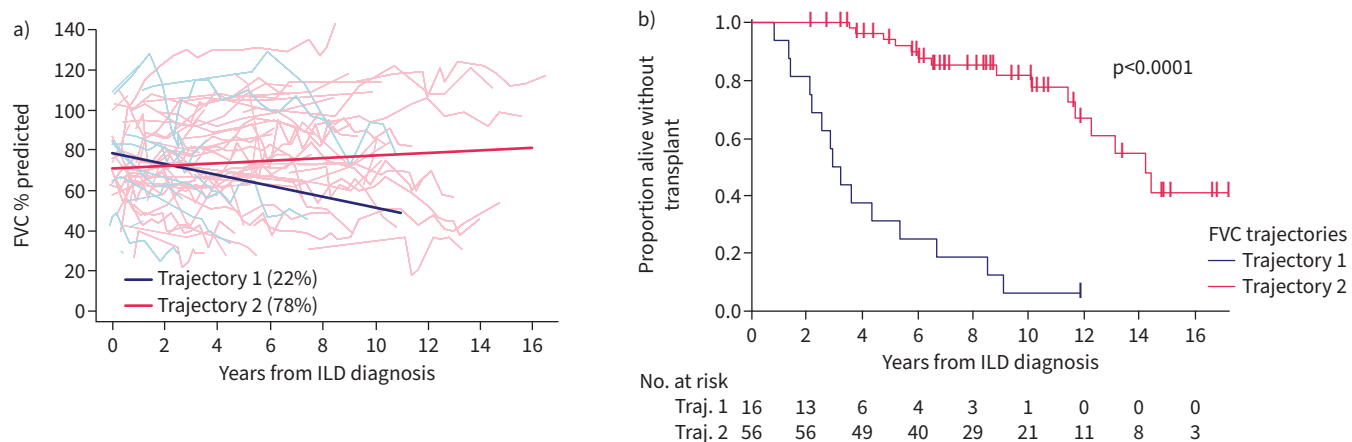 a)
FVC % predicted
140
120
100
80
60
40
20
0
Trajectory 1 (22%)
Trajectory 2 (78%)
0 2 4 6 8 10 12 14 16
Years from ILD diagnosis
b)
Proportion alive without
transplant
1.0
0.8
0.6
0.4
0.2
0.0
p<0.0001
FVC trajectories
Trajectory 1
Trajectory 2
0 2 4 6 8 10 12 14 16
Years from ILD diagnosis
No. at risk
Traj. 1 16 13 6 4 3 1 0 0 0
Traj. 2 56 56 49 40 29 21 11 8 3